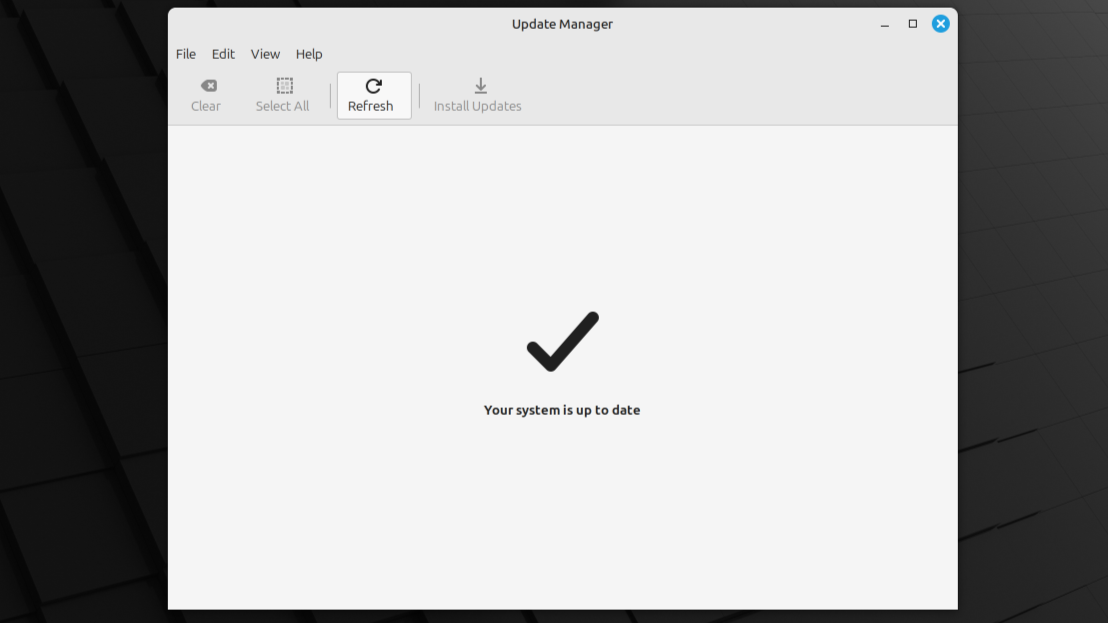 Update Manager
File Edit View Help
Clear Select All Refresh Install Updates
Your system is up to date